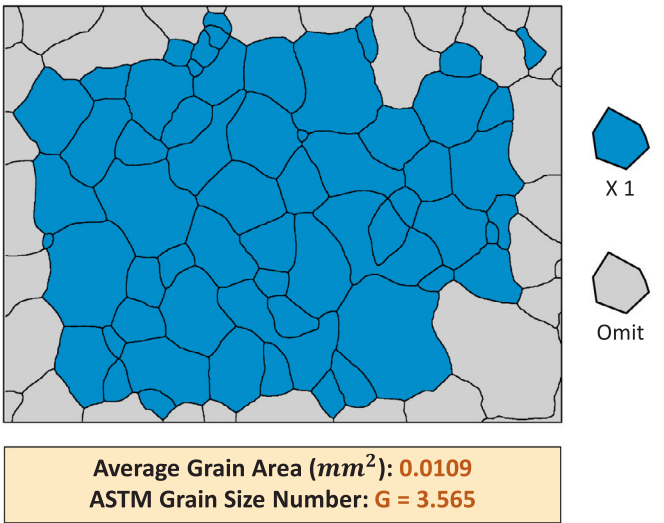 X 1
Omit
Average Grain Area (𝒎𝒎²): 0.0109
ASTM Grain Size Number: G = 3.565